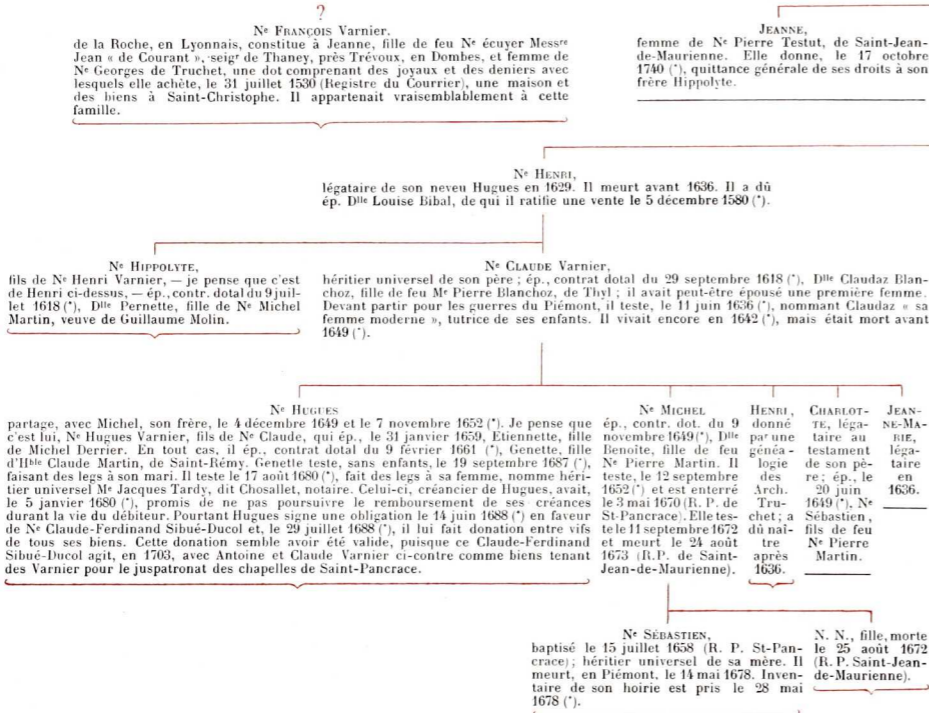 ?
Nᵉ FRANÇOIS Varnier.
de la Roche, en Lyonnais, constitue à Jeanne, fille de feu Nᵉ écuyer Messʳᵉ
Jean « de Courant », seigʳ de Thaney, près Trévoux, en Dombes, et femme de
Nᵉ Georges de Truchet, une dot comprenant des joyaux et des deniers avec
lesquels elle achète, le 31 juillet 1530 (Registre du Courrier), une maison et
des biens à Saint-Christophe. Il appartenait vraisemblablement à cette
famille.
JEANNE,
femme de Nᵉ Pierre Testut, de Saint-Jean-
de-Maurienne. Elle donne, le 17 octobre
1740 (*), quittance générale de ses droits à son
frère Hippolyte.
Nᵉ HENRI,
légataire de son neveu Hugues en 1629. Il meurt avant 1636. Il a dû
ép. Dˡˡᵉ Louise Bibal, de qui il ratifie une vente le 5 décembre 1580 (*).
Nᵉ HIPPOLYTE,
fils de Nᵉ Henri Varnier, — je pense que c'est
de Henri ci-dessus, — ép., contr. dotal du 9 juil-
let 1618 (*), Dˡˡᵉ Pernette, fille de Nᵉ Michel
Martin, veuve de Guillaume Molin.
Nᵉ CLAUDE Varnier,
héritier universel de son père ; ép., contrat dotal du 29 septembre 1618 (*), Dˡˡᵉ Claudaz Blan-
choz, fille de feu Mᵉ Pierre Blanchoz, de Thyl ; il avait peut-être épousé une première femme.
Devant partir pour les guerres du Piémont, il teste, le 11 juin 1636 (*), nommant Claudaz « sa
femme moderne », tutrice de ses enfants. Il vivait encore en 1642 (*), mais était mort avant
1649 (*).
Nᵉ HUGUES
partage, avec Michel, son frère, le 4 décembre 1649 et le 7 novembre 1652 (*). Je pense que
c'est lui, Nᵉ Hugues Varnier, fils de Nᵉ Claude, qui ép., le 31 janvier 1659, Etiennette, fille
de Michel Derrier. En tout cas, il ép., contrat dotal du 9 février 1661 (*), Genette, fille
d'Hᵇˡᵉ Claude Martin, de Saint-Rémy. Genette teste, sans enfants, le 19 septembre 1687 (*),
faisant des legs à son mari. Il teste le 17 août 1680 (*), fait des legs à sa femme, nomme héri-
tier universel Mᵉ Jacques Tardy, dit Chosallet, notaire. Celui-ci, créancier de Hugues, avait,
le 5 janvier 1680 (*), promis de ne pas poursuivre le remboursement de ses créances
durant la vie du débiteur. Pourtant Hugues signe une obligation le 14 juin 1688 (*) en faveur
de Nᵉ Claude-Ferdinand Sibué-Ducol et, le 29 juillet 1688 (*), il lui fait donation entre vifs
de tous ses biens. Cette donation semble avoir été valide, puisque ce Claude-Ferdinand
Sibué-Ducol agit, en 1703, avec Antoine et Claude Varnier ci-contre comme biens tenant
des Varnier pour le juspatronat des chapelles de Saint-Pancrace.
Nᵉ MICHEL
ép., contr. dot. du 9
novembre 1649 (*), Dˡˡᵉ
Benoîte, fille de feu
Nᵉ Pierre Martin. Il
teste, le 12 septembre
1652 (*) et est enterré
le 3 mai 1670 (R. P. de
St-Pancrace). Elle tes-
te le 11 septembre 1672
et meurt le 24 août
1673 (R. P. de Saint-
Jean-de-Maurienne).
HENRI,
donné
par une
généa-
logie
des
Arch.
Tru-
chet ; a
dû naî-
tre
après
1636.
CHARLOT-
TE, léga-
taire au
testament
de son pè-
re ; ép., le
20 juin
1649 (*), Nᵉ
Sébastien,
fils de feu
Nᵉ Pierre
Martin.
JEAN-
NE-MA-
RIE,
léga-
taire
en
1636.
Nᵉ SÉBASTIEN,
baptisé le 15 juillet 1658 (R. P. St-Pan-
crace) ; héritier universel de sa mère. Il
meurt, en Piémont, le 14 mai 1678. Inven-
taire de son hoirie est pris le 28 mai
1678 (*).
N. N., fille, morte
le 25 août 1672
(R. P. Saint-Jean-
de-Maurienne).